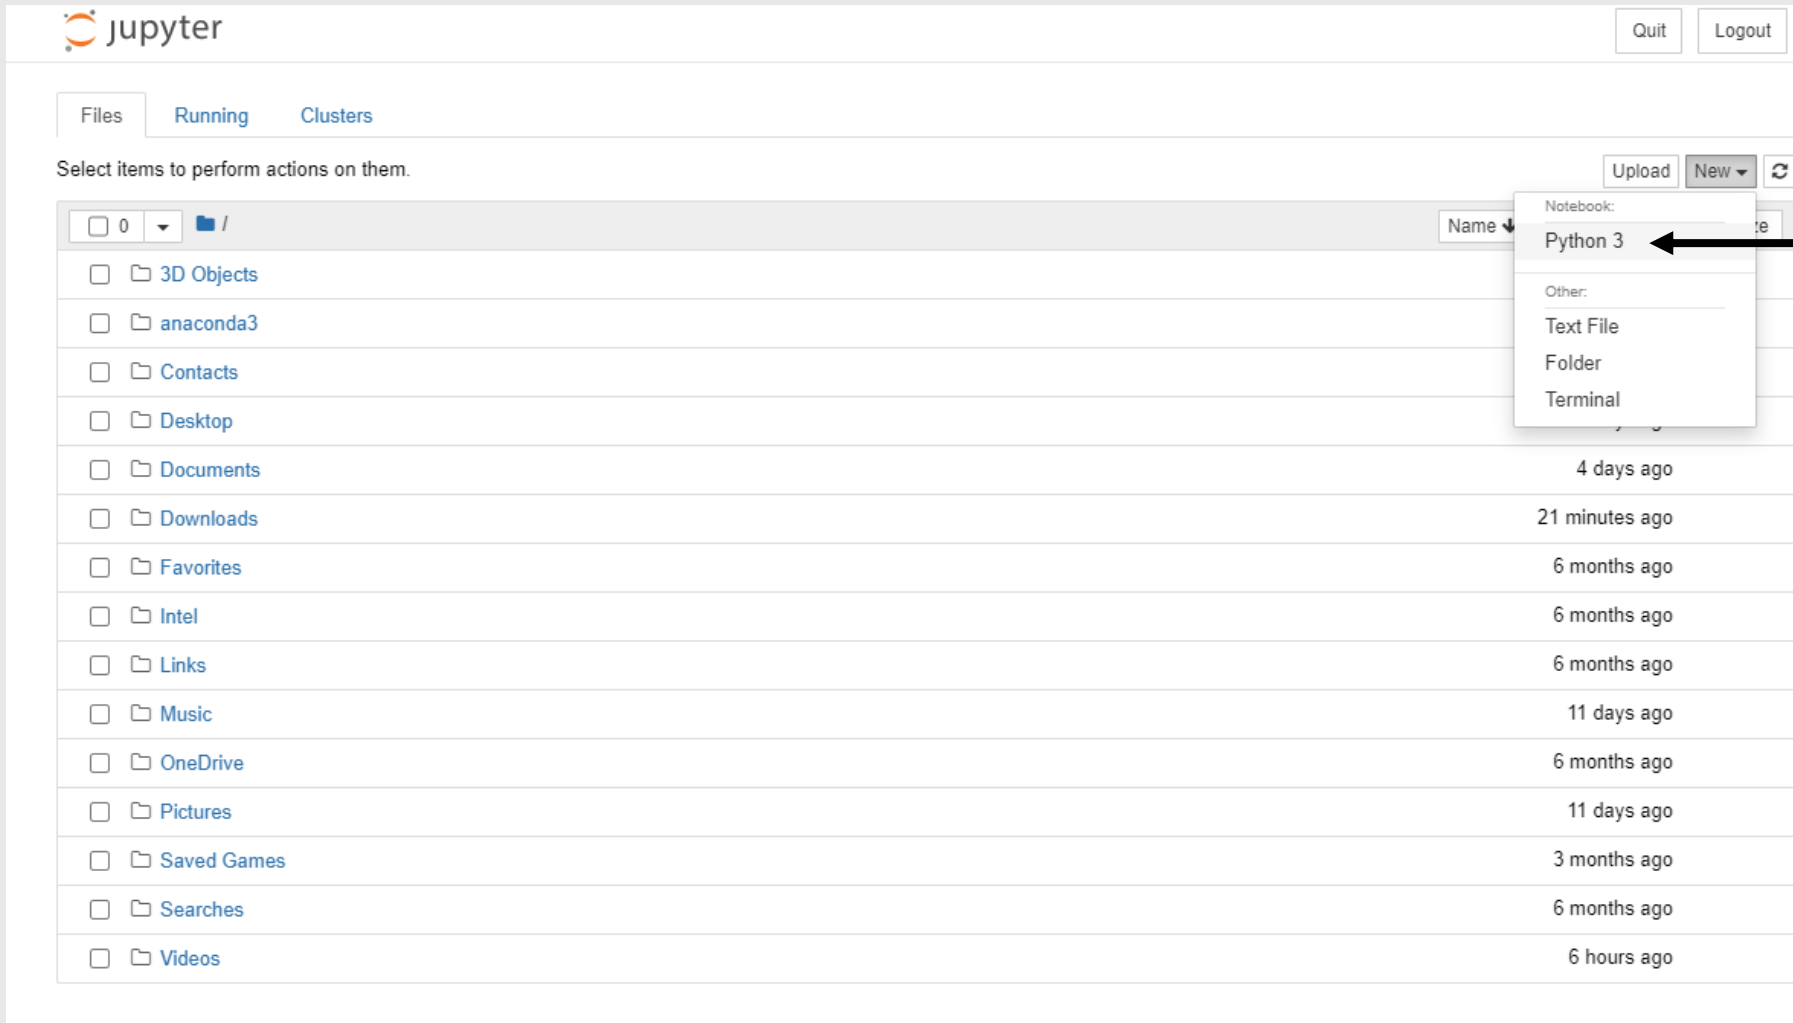 jupyter
Quit Logout
Files Running Clusters
Select items to perform actions on them.
Upload New
0 / Name
Notebook:
Python 3
Other:
Text File
Folder
Terminal
3D Objects
anaconda3
Contacts
Desktop
Documents 4 days ago
Downloads 21 minutes ago
Favorites 6 months ago
Intel 6 months ago
Links 6 months ago
Music 11 days ago
OneDrive 6 months ago
Pictures 11 days ago
Saved Games 3 months ago
Searches 6 months ago
Videos 6 hours ago